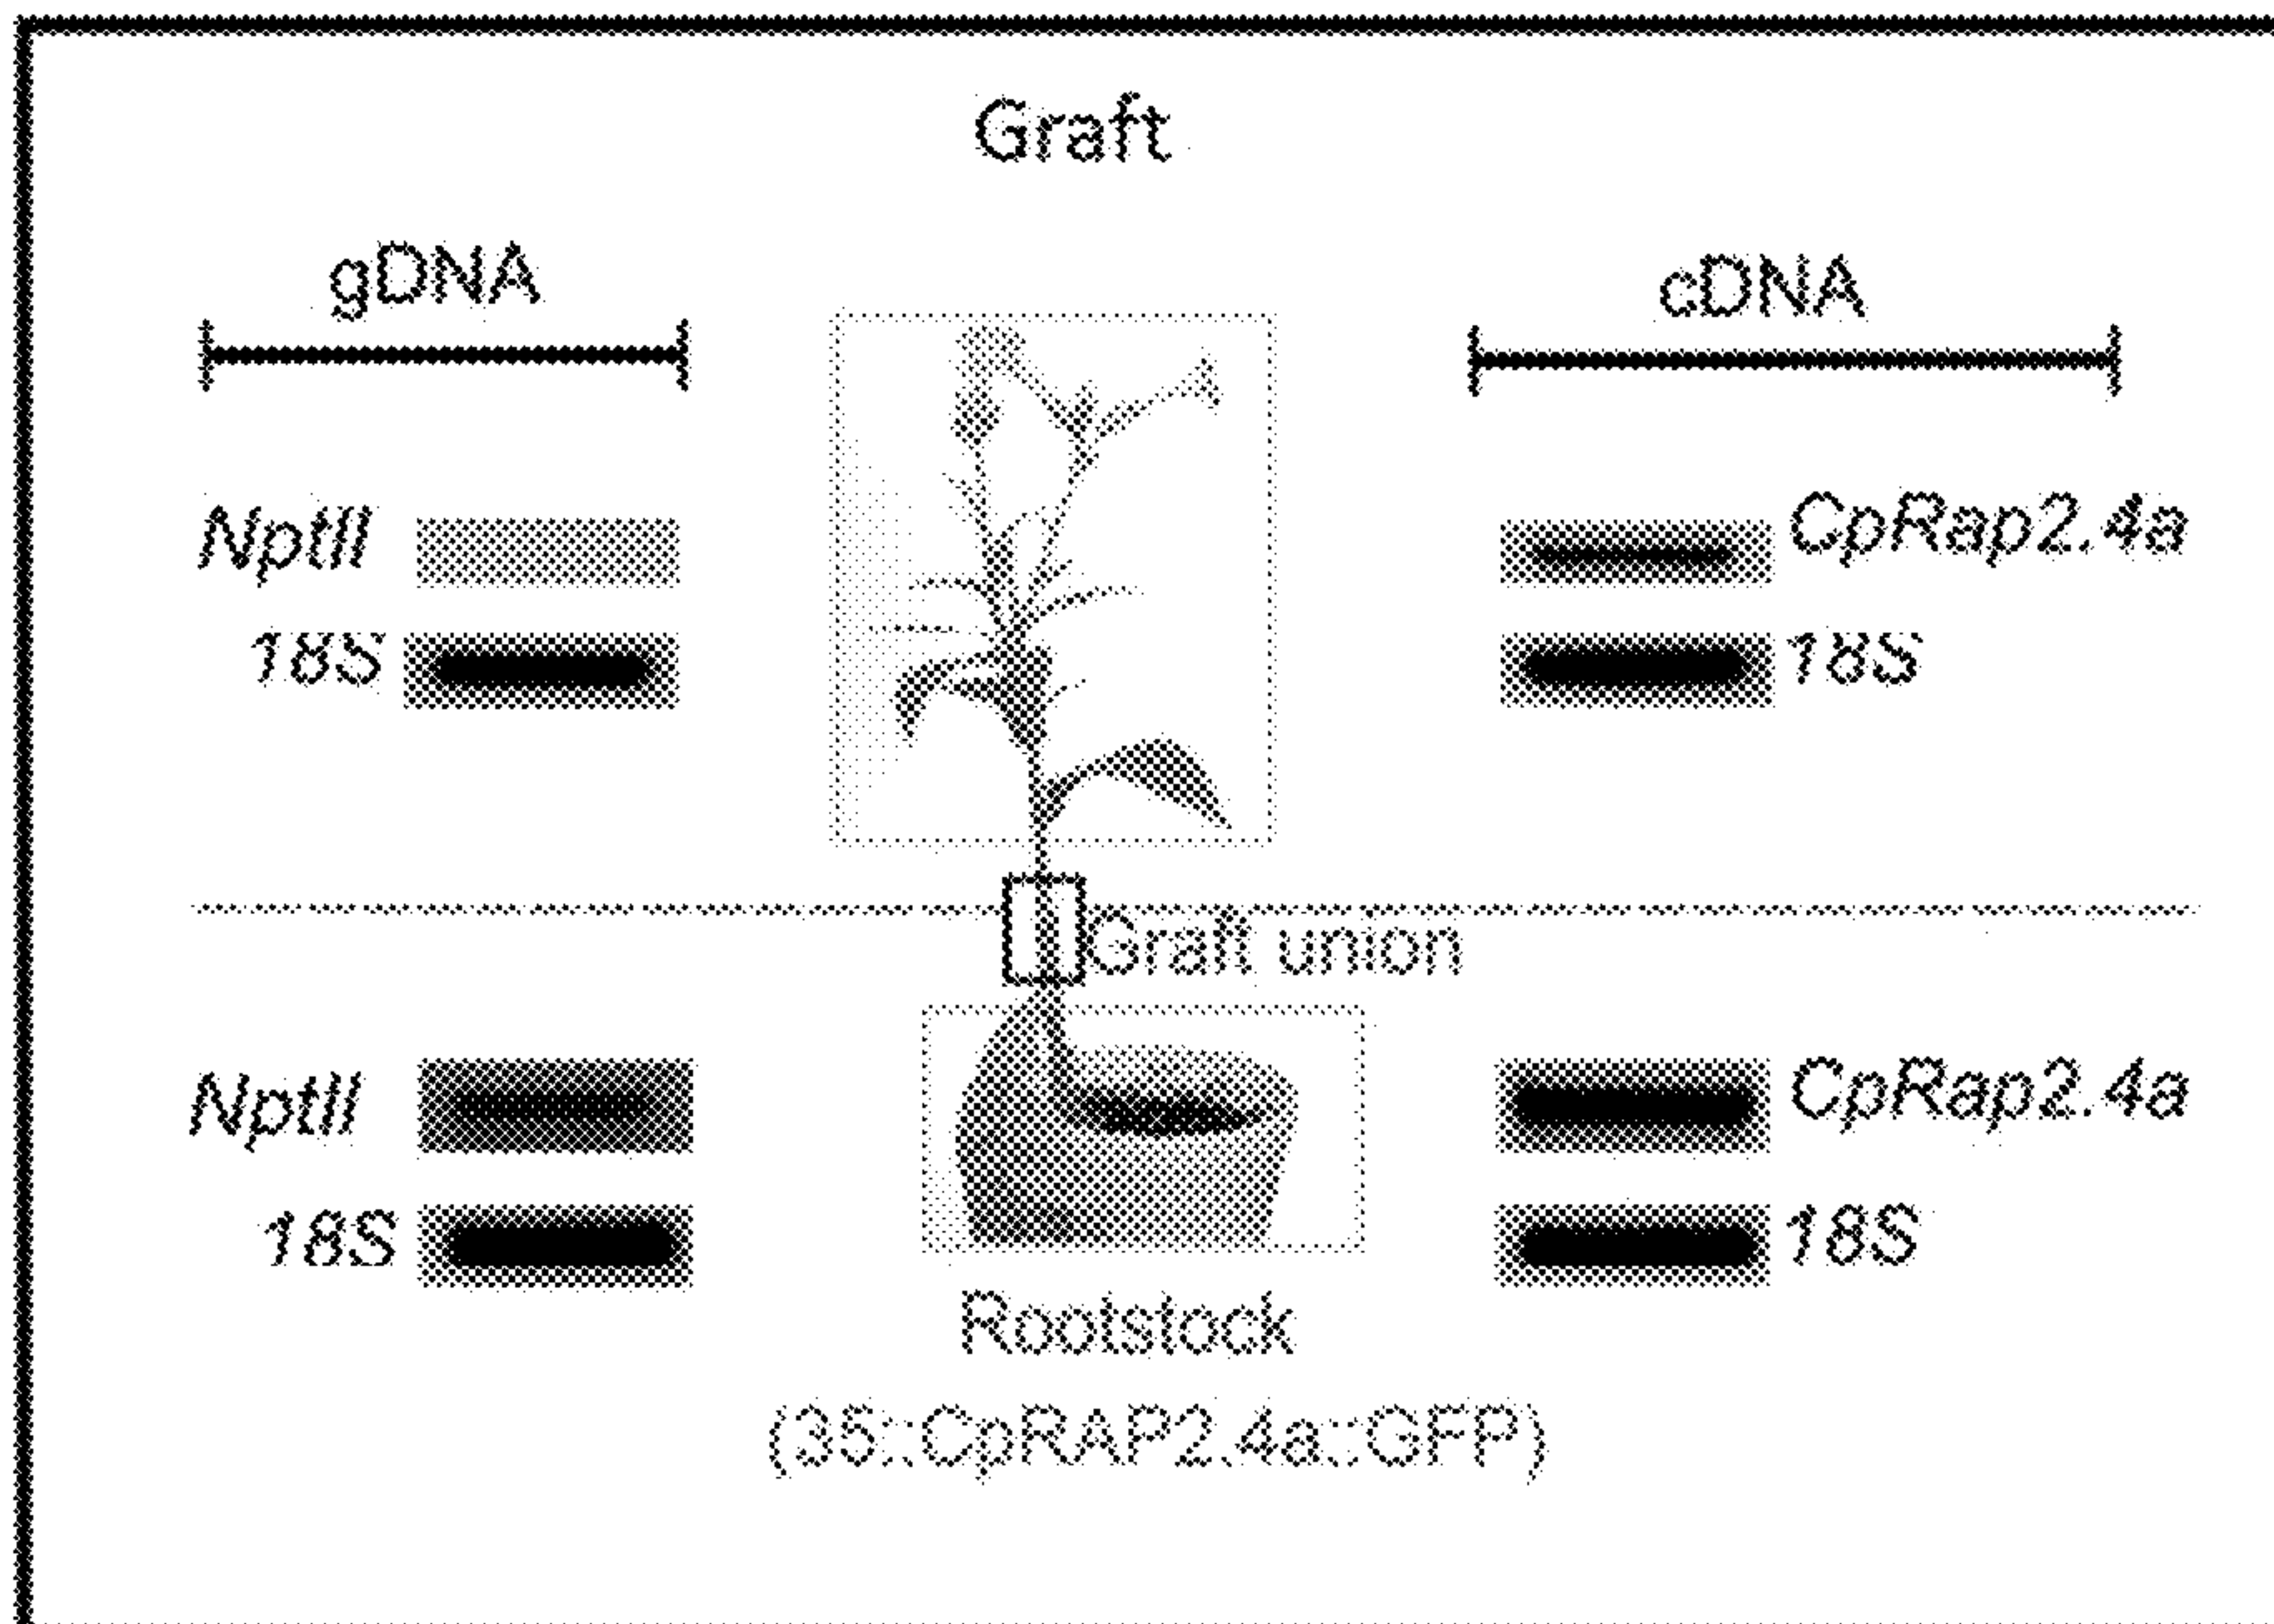 Graft
gDNA
cDNA
NptII
CpRap2.4a
18S
18S
Graft union
NptII
CpRap2.4a
18S
18S
Rootstock
(35::CpRAP2.4a::GFP)